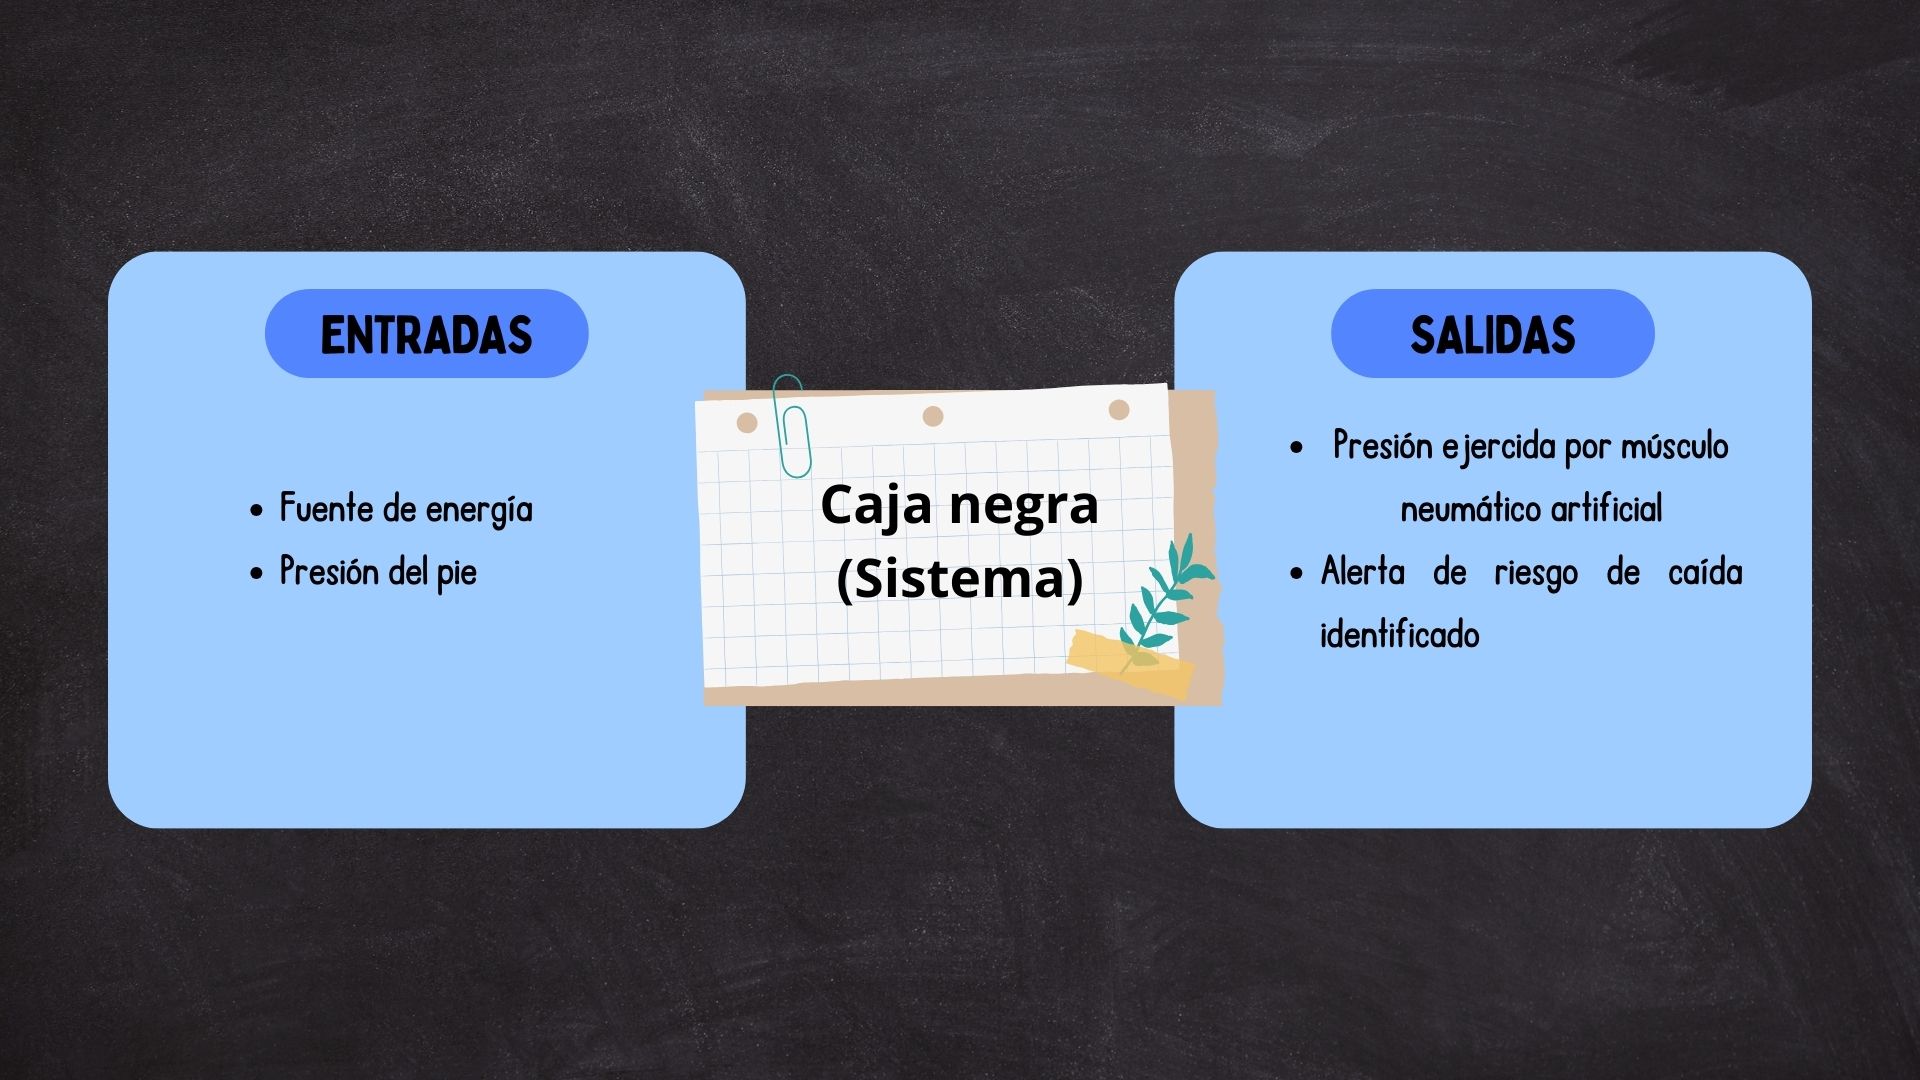 ENTRADAS
• Fuente de energía
• Presión del pie
Caja negra
(Sistema)
SALIDAS
• Presión ejercida por músculo
neumático artificial
• Alerta de riesgo de caída
identificado